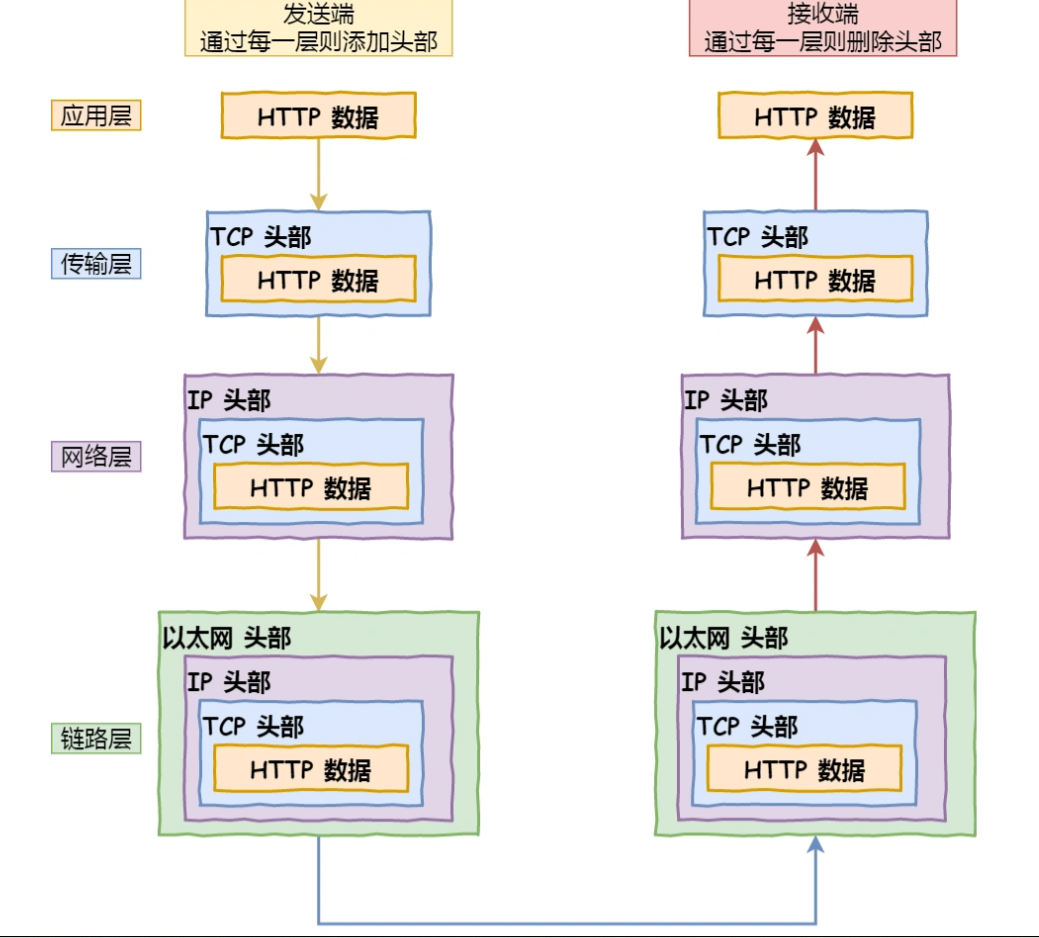 发送端
通过每一层则添加头部
接收端
通过每一层则删除头部
应用层
HTTP 数据
HTTP 数据
传输层
TCP 头部
HTTP 数据
TCP 头部
HTTP 数据
网络层
IP 头部
TCP 头部
HTTP 数据
IP 头部
TCP 头部
HTTP 数据
链路层
以太网 头部
IP 头部
TCP 头部
HTTP 数据
以太网 头部
IP 头部
TCP 头部
HTTP 数据